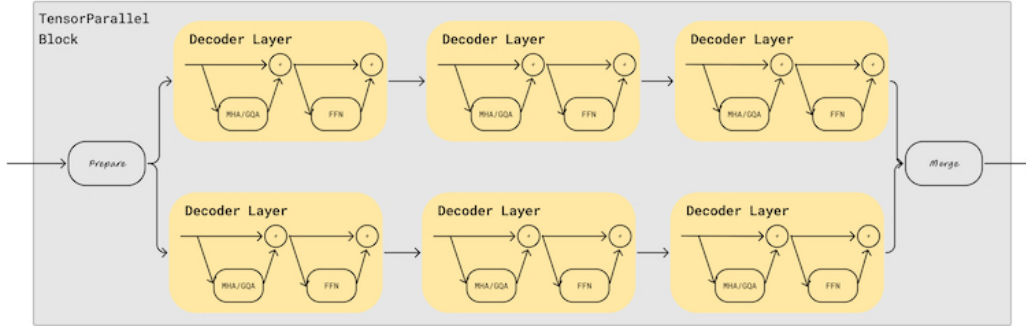 TensorParallel
Block
Decoder Layer
MHA/GQA
FFN
Decoder Layer
MHA/GQA
FFN
Decoder Layer
MHA/GQA
FFN
Prepare
Merge
Decoder Layer
MHA/GQA
FFN
Decoder Layer
MHA/GQA
FFN
Decoder Layer
MHA/GQA
FFN